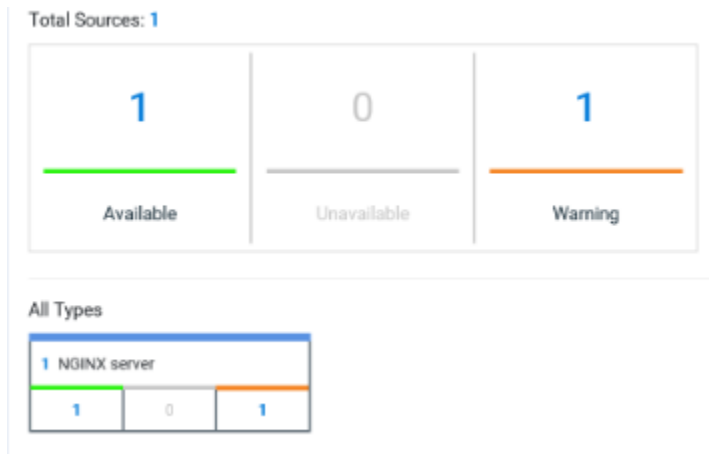 Total Sources: 1
1 0 1
Available Unavailable Warning
All Types
1 NGINX server
1 0 1